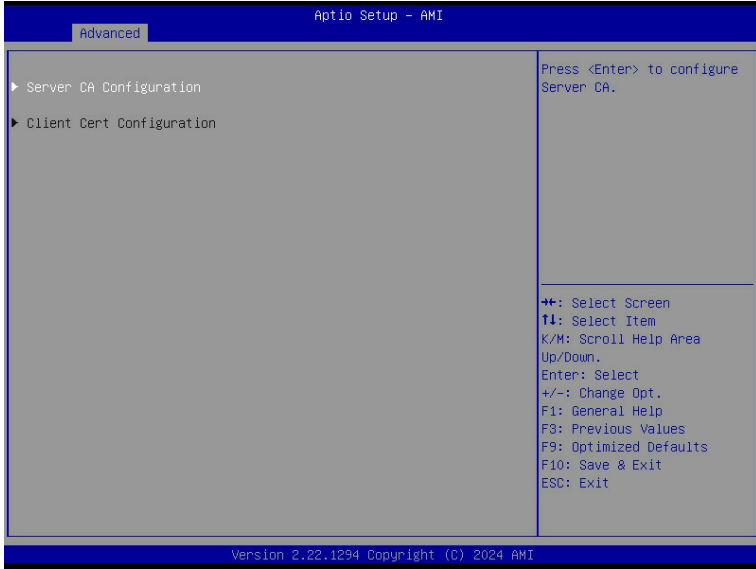 Aptio Setup - AMI
Advanced
► Server CA Configuration
► Client Cert Configuration
Press <Enter> to configure
Server CA.
→←: Select Screen
↑↓: Select Item
K/M: Scroll Help Area
Up/Down.
Enter: Select
+/-: Change Opt.
F1: General Help
F3: Previous Values
F9: Optimized Defaults
F10: Save & Exit
ESC: Exit
Version 2.22.1294 Copyright (C) 2024 AMI